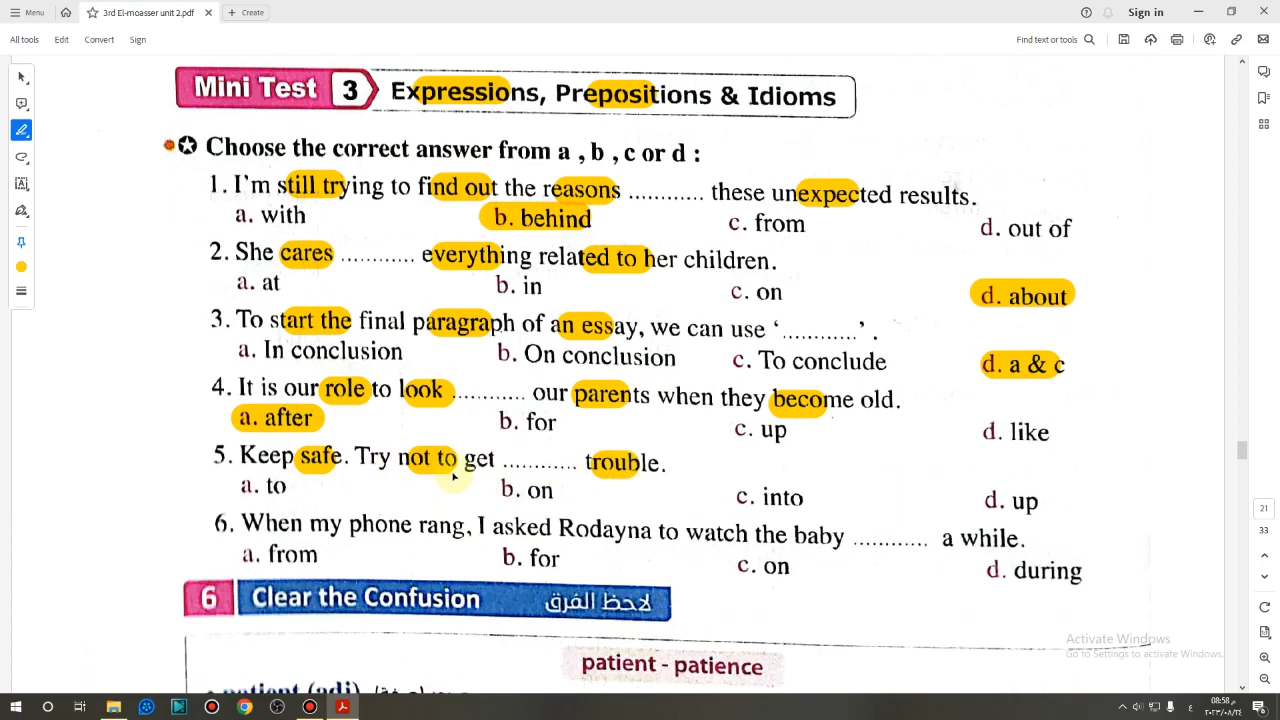 Menu
3rd El-moasser unit 2.pdf
Create
Sign in
All tools Edit Convert Sign
Find text or tools
Mini Test 3 Expressions, Prepositions & Idioms
Choose the correct answer from a , b , c or d :
1. I'm still trying to find out the reasons ............ these unexpected results.
a. with b. behind c. from d. out of
2. She cares ............ everything related to her children.
a. at b. in c. on d. about
3. To start the final paragraph of an essay, we can use ‘............’.
a. In conclusion b. On conclusion c. To conclude d. a & c
4. It is our role to look ............ our parents when they become old.
a. after b. for c. up d. like
5. Keep safe. Try not to get ............ trouble.
a. to b. on c. into d. up
6. When my phone rang, I asked Rodayna to watch the baby ............ a while.
a. from b. for c. on d. during
6 Clear the Confusion لاحظ الفرق
patient - patience
patient (adj)
21
33
Activate Windows
Go to Settings to activate Windows.
08:58 م
٢٠٢٣/٠٨/٢٤